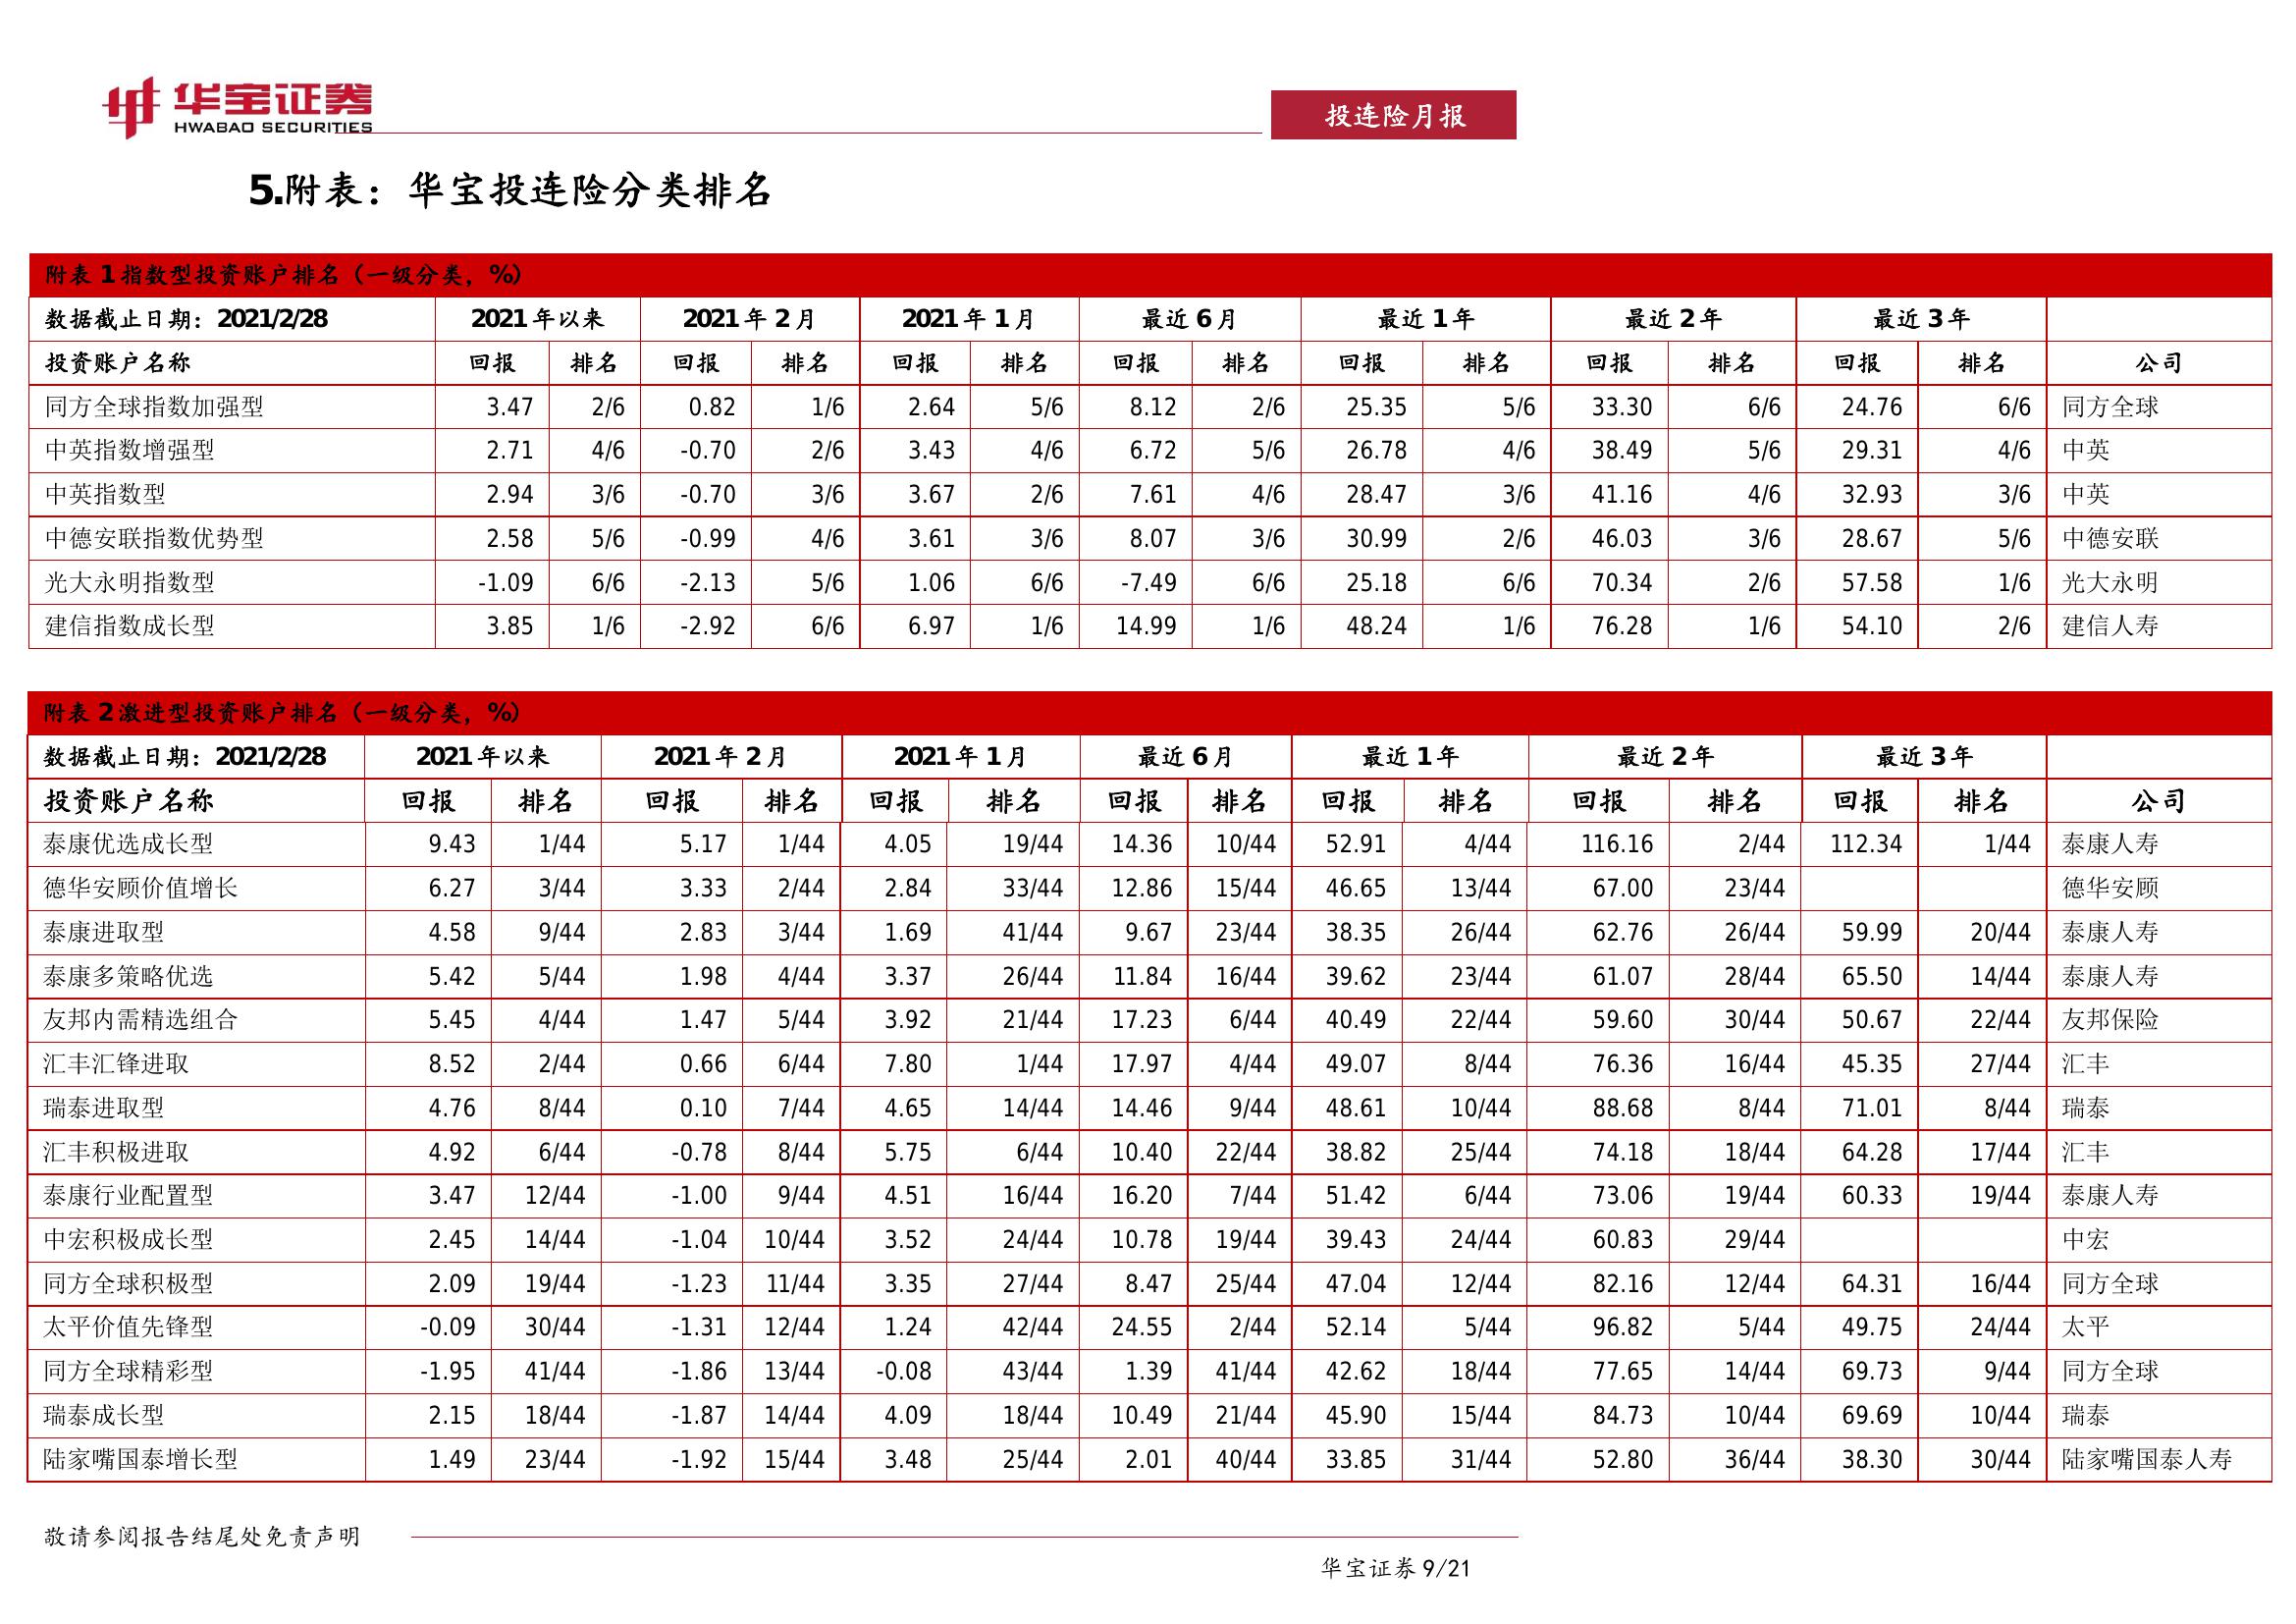 华宝证券
HWABAO SECURITIES
投连险月报
5.附表：华宝投连险分类排名
附表 1 指数型投资账户排名（一级分类，%）
数据截止日期：2021/2/28 2021 年以来 2021 年 2 月 2021 年 1 月 最近 6 月 最近 1 年 最近 2 年 最近 3 年
投资账户名称 回报 排名 回报 排名 回报 排名 回报 排名 回报 排名 回报 排名 回报 排名 公司
同方全球指数加强型 3.47 2/6 0.82 1/6 2.64 5/6 8.12 2/6 25.35 5/6 33.30 6/6 24.76 6/6 同方全球
中英指数增强型 2.71 4/6 -0.70 2/6 3.43 4/6 6.72 5/6 26.78 4/6 38.49 5/6 29.31 4/6 中英
中英指数型 2.94 3/6 -0.70 3/6 3.67 2/6 7.61 4/6 28.47 3/6 41.16 4/6 32.93 3/6 中英
中德安联指数优势型 2.58 5/6 -0.99 4/6 3.61 3/6 8.07 3/6 30.99 2/6 46.03 3/6 28.67 5/6 中德安联
光大永明指数型 -1.09 6/6 -2.13 5/6 1.06 6/6 -7.49 6/6 25.18 6/6 70.34 2/6 57.58 1/6 光大永明
建信指数成长型 3.85 1/6 -2.92 6/6 6.97 1/6 14.99 1/6 48.24 1/6 76.28 1/6 54.10 2/6 建信人寿
附表 2 激进型投资账户排名（一级分类，%）
数据截止日期：2021/2/28 2021 年以来 2021 年 2 月 2021 年 1 月 最近 6 月 最近 1 年 最近 2 年 最近 3 年
投资账户名称 回报 排名 回报 排名 回报 排名 回报 排名 回报 排名 回报 排名 回报 排名 公司
泰康优选成长型 9.43 1/44 5.17 1/44 4.05 19/44 14.36 10/44 52.91 4/44 116.16 2/44 112.34 1/44 泰康人寿
德华安顾价值增长 6.27 3/44 3.33 2/44 2.84 33/44 12.86 15/44 46.65 13/44 67.00 23/44 德华安顾
泰康进取型 4.58 9/44 2.83 3/44 1.69 41/44 9.67 23/44 38.35 26/44 62.76 26/44 59.99 20/44 泰康人寿
泰康多策略优选 5.42 5/44 1.98 4/44 3.37 26/44 11.84 16/44 39.62 23/44 61.07 28/44 65.50 14/44 泰康人寿
友邦内需精选组合 5.45 4/44 1.47 5/44 3.92 21/44 17.23 6/44 40.49 22/44 59.60 30/44 50.67 22/44 友邦保险
汇丰汇锋进取 8.52 2/44 0.66 6/44 7.80 1/44 17.97 4/44 49.07 8/44 76.36 16/44 45.35 27/44 汇丰
瑞泰进取型 4.76 8/44 0.10 7/44 4.65 14/44 14.46 9/44 48.61 10/44 88.68 8/44 71.01 8/44 瑞泰
汇丰积极进取 4.92 6/44 -0.78 8/44 5.75 6/44 10.40 22/44 38.82 25/44 74.18 18/44 64.28 17/44 汇丰
泰康行业配置型 3.47 12/44 -1.00 9/44 4.51 16/44 16.20 7/44 51.42 6/44 73.06 19/44 60.33 19/44 泰康人寿
中宏积极成长型 2.45 14/44 -1.04 10/44 3.52 24/44 10.78 19/44 39.43 24/44 60.83 29/44 中宏
同方全球积极型 2.09 19/44 -1.23 11/44 3.35 27/44 8.47 25/44 47.04 12/44 82.16 12/44 64.31 16/44 同方全球
太平价值先锋型 -0.09 30/44 -1.31 12/44 1.24 42/44 24.55 2/44 52.14 5/44 96.82 5/44 49.75 24/44 太平
同方全球精彩型 -1.95 41/44 -1.86 13/44 -0.08 43/44 1.39 41/44 42.62 18/44 77.65 14/44 69.73 9/44 同方全球
瑞泰成长型 2.15 18/44 -1.87 14/44 4.09 18/44 10.49 21/44 45.90 15/44 84.73 10/44 69.69 10/44 瑞泰
陆家嘴国泰增长型 1.49 23/44 -1.92 15/44 3.48 25/44 2.01 40/44 33.85 31/44 52.80 36/44 38.30 30/44 陆家嘴国泰人寿
敬请参阅报告结尾处免责声明
华宝证券 9/21